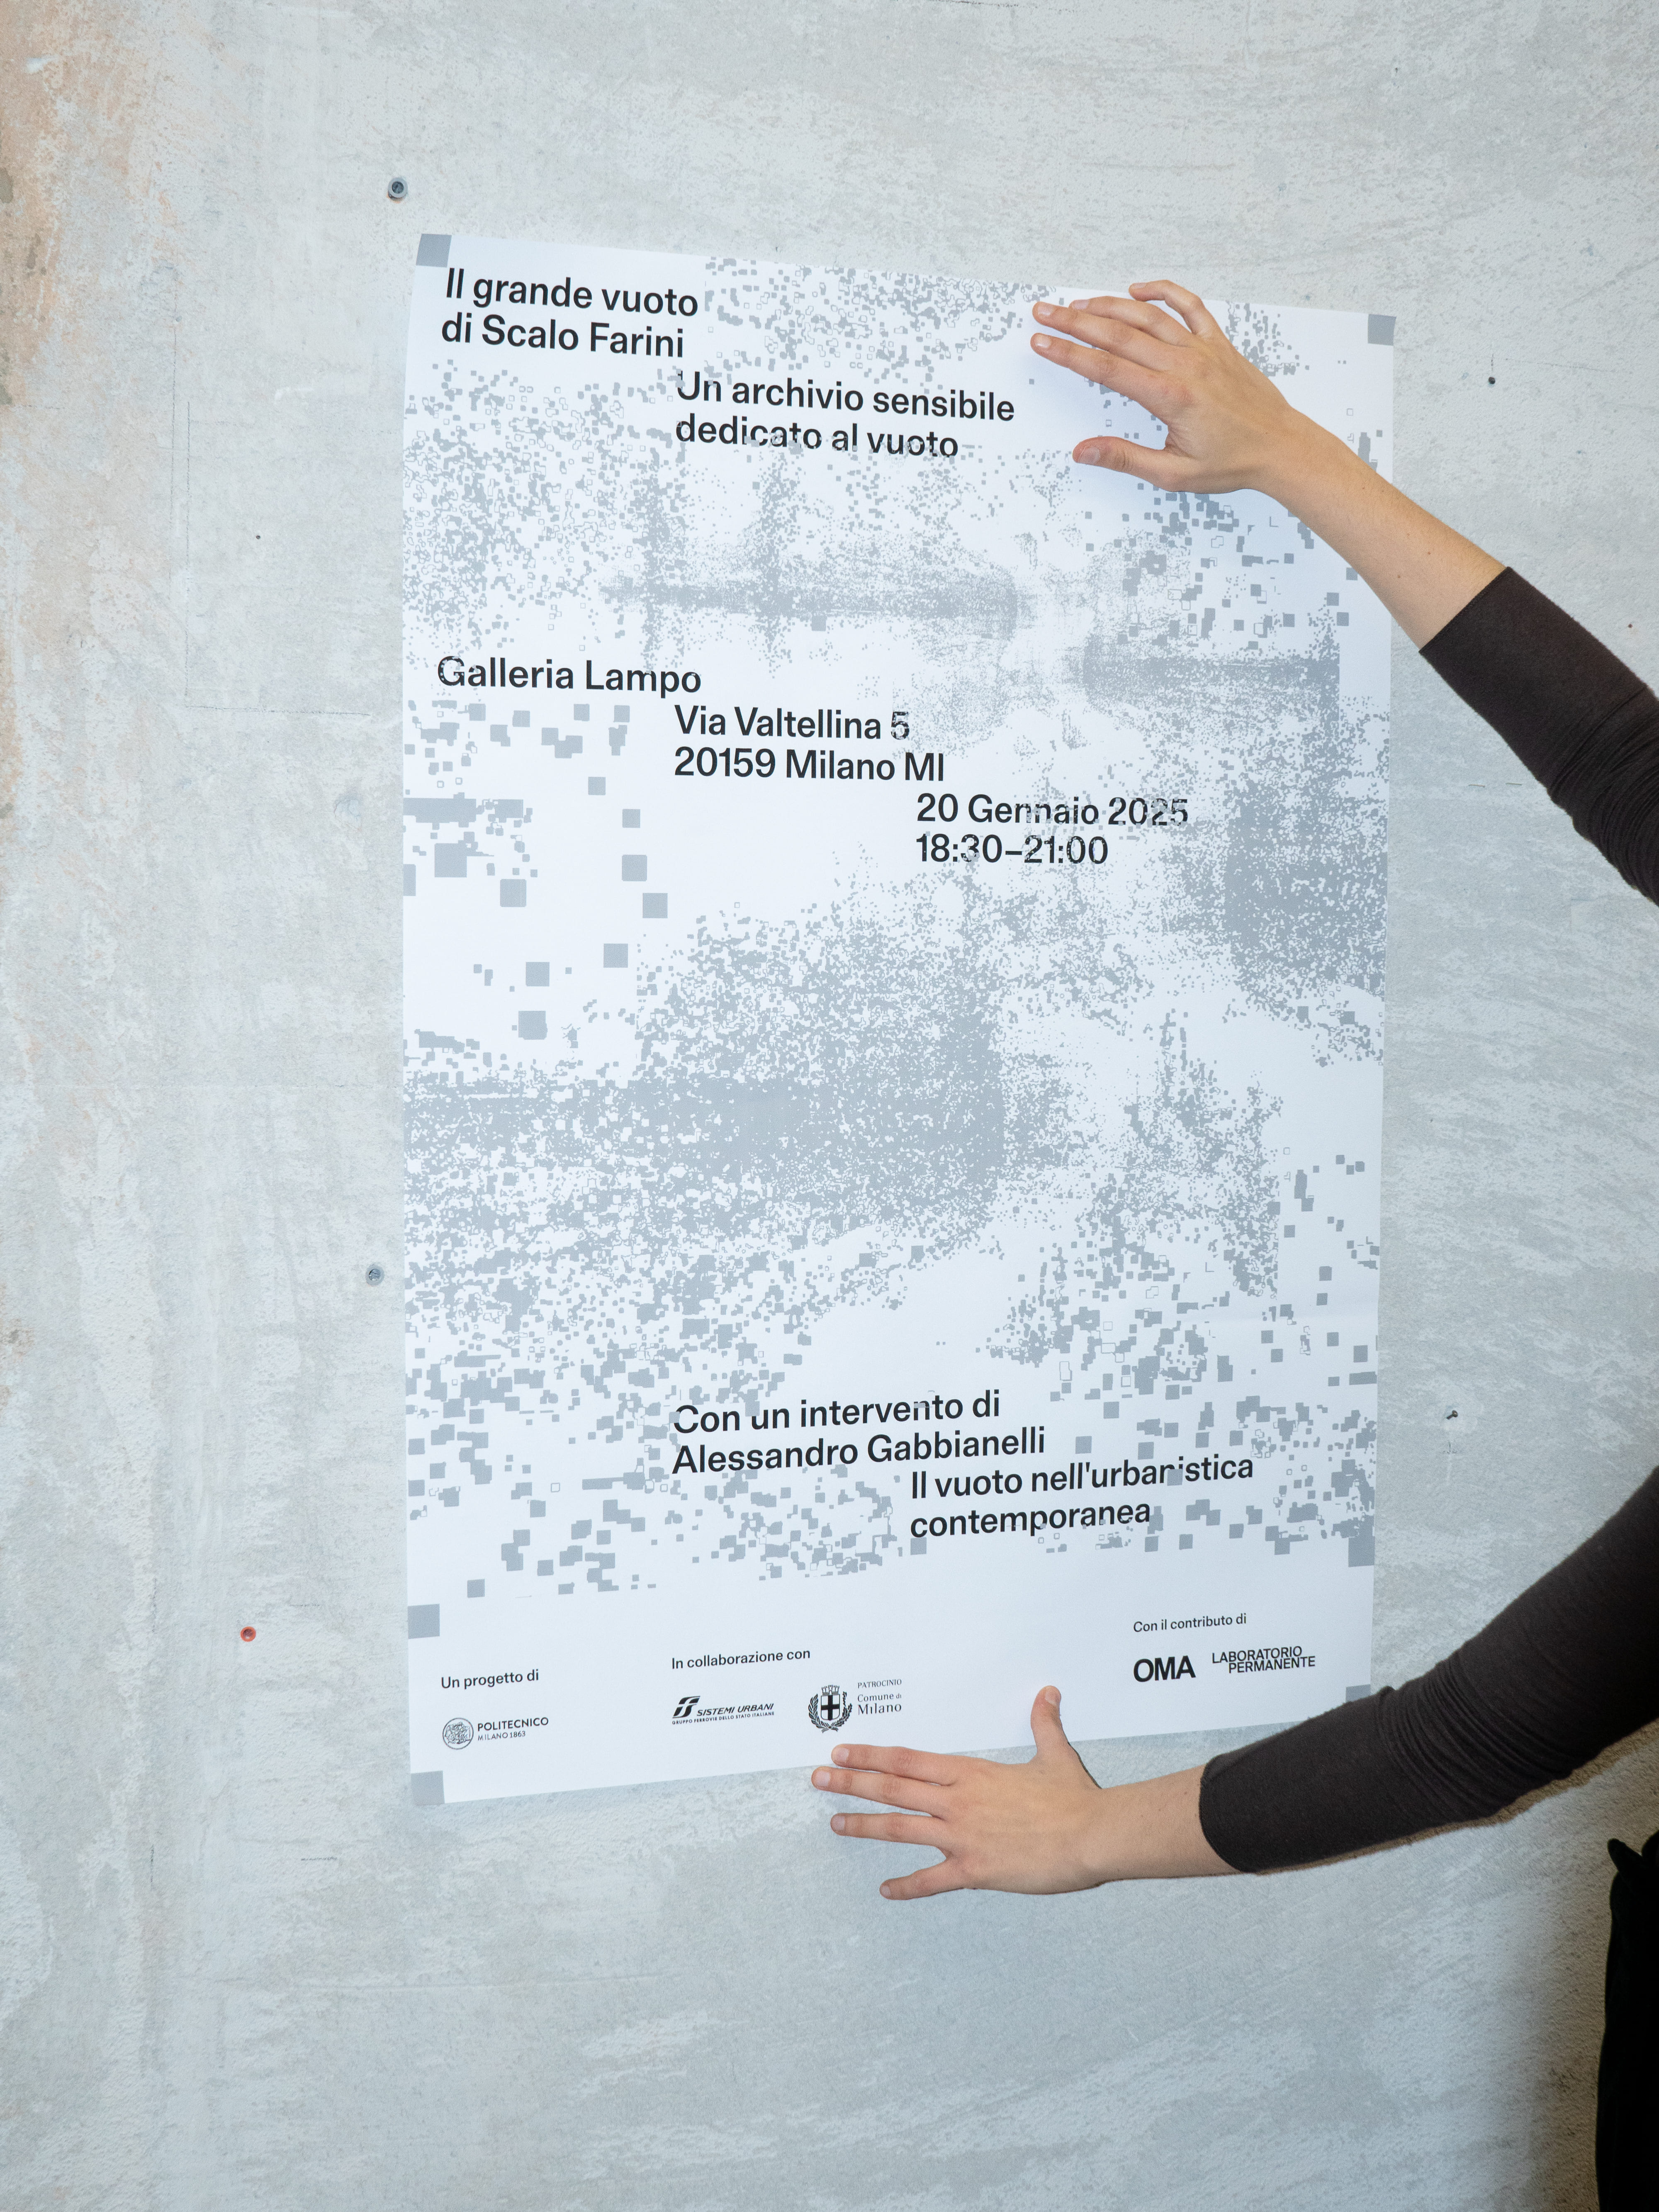 Il grande vuoto
di Scalo Farini
Un archivio sensibile
dedicato al vuoto
Galleria Lampo
Via Valtellina 5
20159 Milano MI
20 Gennaio 2025
18:30–21:00
Con un intervento di
Alessandro Gabbianelli
Il vuoto nell'urbanistica
contemporanea
Un progetto di
POLITECNICO
MILANO 1863
In collaborazione con
SISTEMI URBANI
GRUPPO FERROVIE DELLO STATO ITALIANE
PATROCINIO
Comune di
Milano
Con il contributo di
OMA
LABORATORIO
PERMANENTE